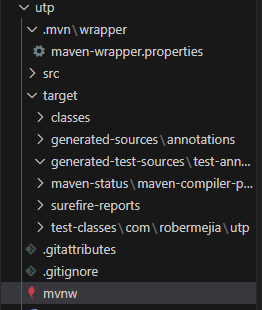 utp
.mvn\wrapper
maven-wrapper.properties
src
target
classes
generated-sources\annotations
generated-test-sources\test-ann...
maven-status\maven-compiler-p...
surefire-reports
test-classes\com\robermejia\utp
.gitattributes
.gitignore
mvnw